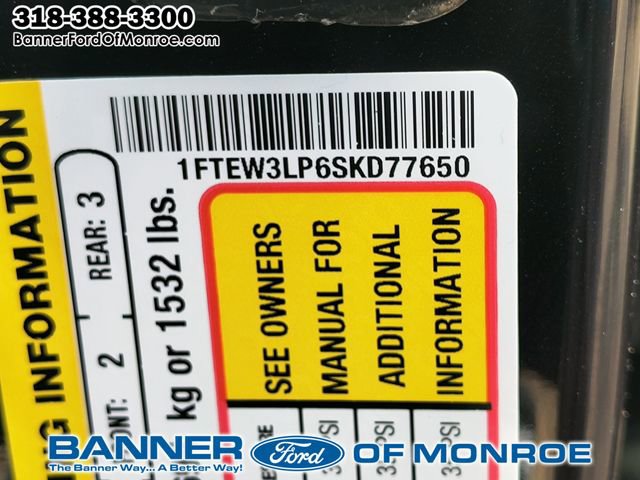 318-388-3300
BannerFordOfMonroe.com
1FTEW3LP6SKD77650
INFORMATION
REAR: 3
2
kg or 1532 lbs.
SEE OWNERS
MANUAL FOR
ADDITIONAL
INFORMATION
BANNER Ford OF MONROE
The Banner Way... A Better Way!